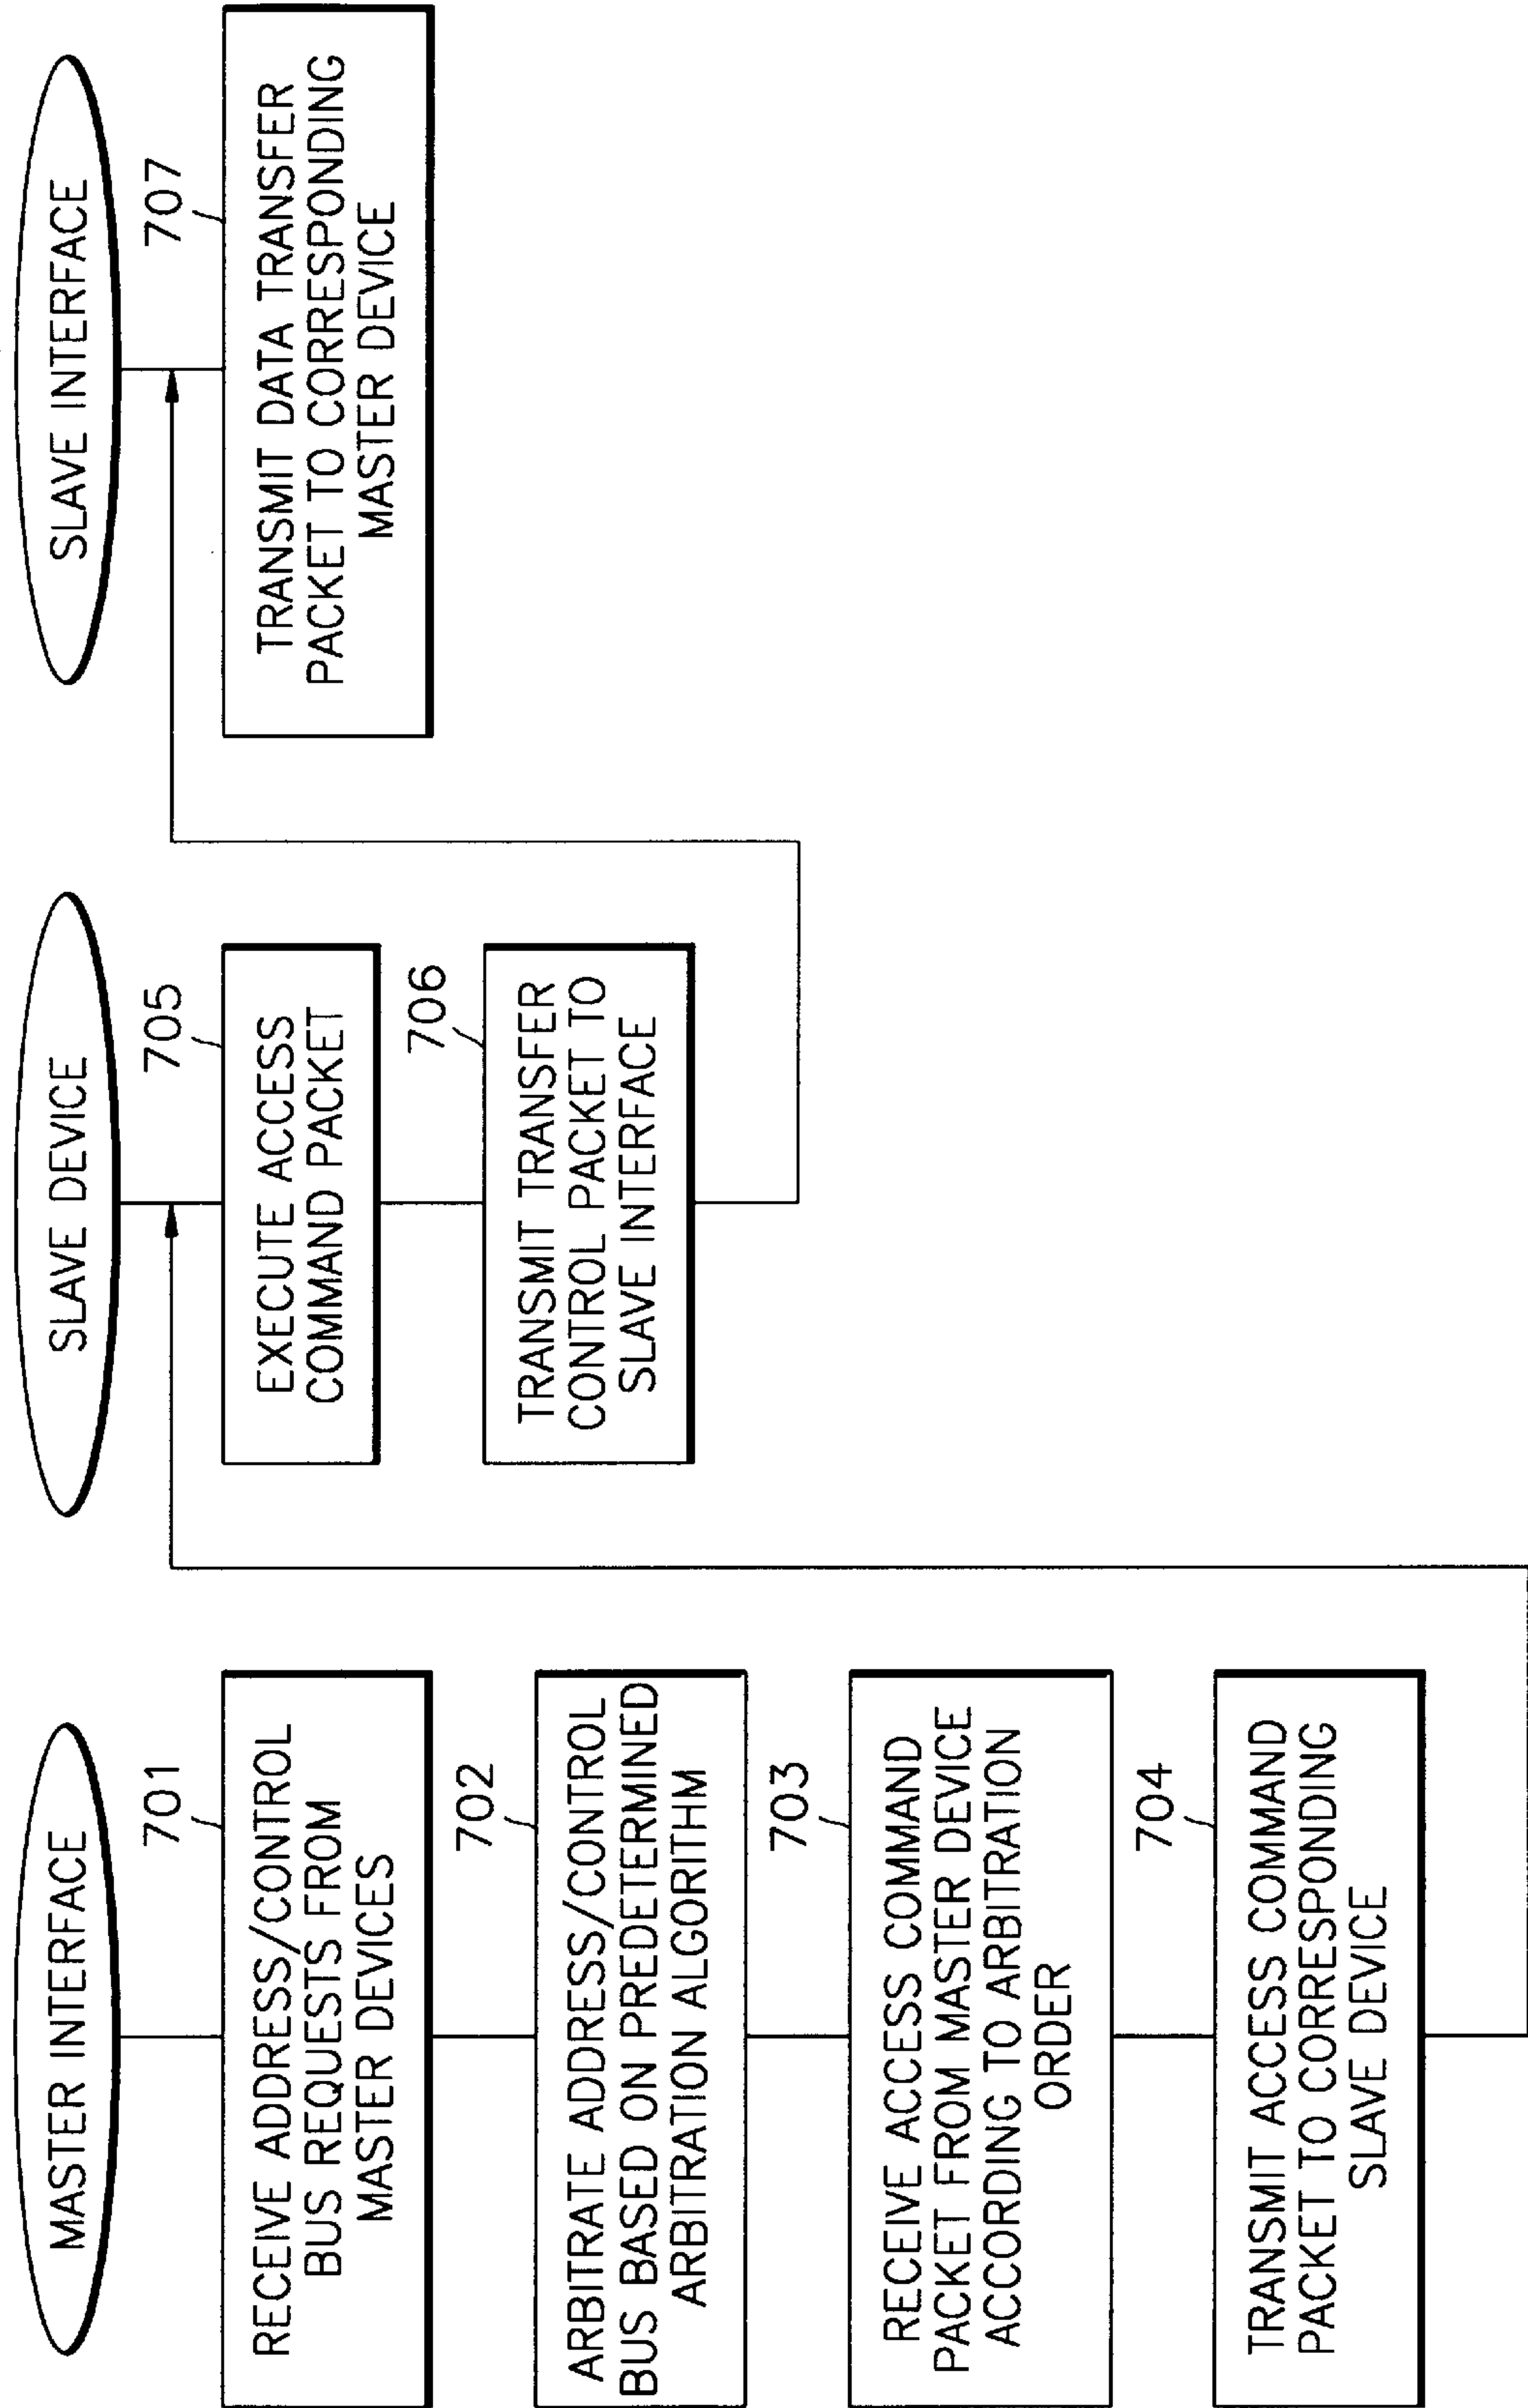 MASTER INTERFACE
701
RECEIVE ADDRESS/CONTROL
BUS REQUESTS FROM
MASTER DEVICES
702
ARBITRATE ADDRESS/CONTROL
BUS BASED ON PREDETERMINED
ARBITRATION ALGORITHM
703
RECEIVE ACCESS COMMAND
PACKET FROM MASTER DEVICE
ACCORDING TO ARBITRATION
ORDER
704
TRANSMIT ACCESS COMMAND
PACKET TO CORRESPONDING
SLAVE DEVICE
SLAVE DEVICE
705
EXECUTE ACCESS
COMMAND PACKET
706
TRANSMIT TRANSFER
CONTROL PACKET TO
SLAVE INTERFACE
SLAVE INTERFACE
707
TRANSMIT DATA TRANSFER
PACKET TO CORRESPONDING
MASTER DEVICE